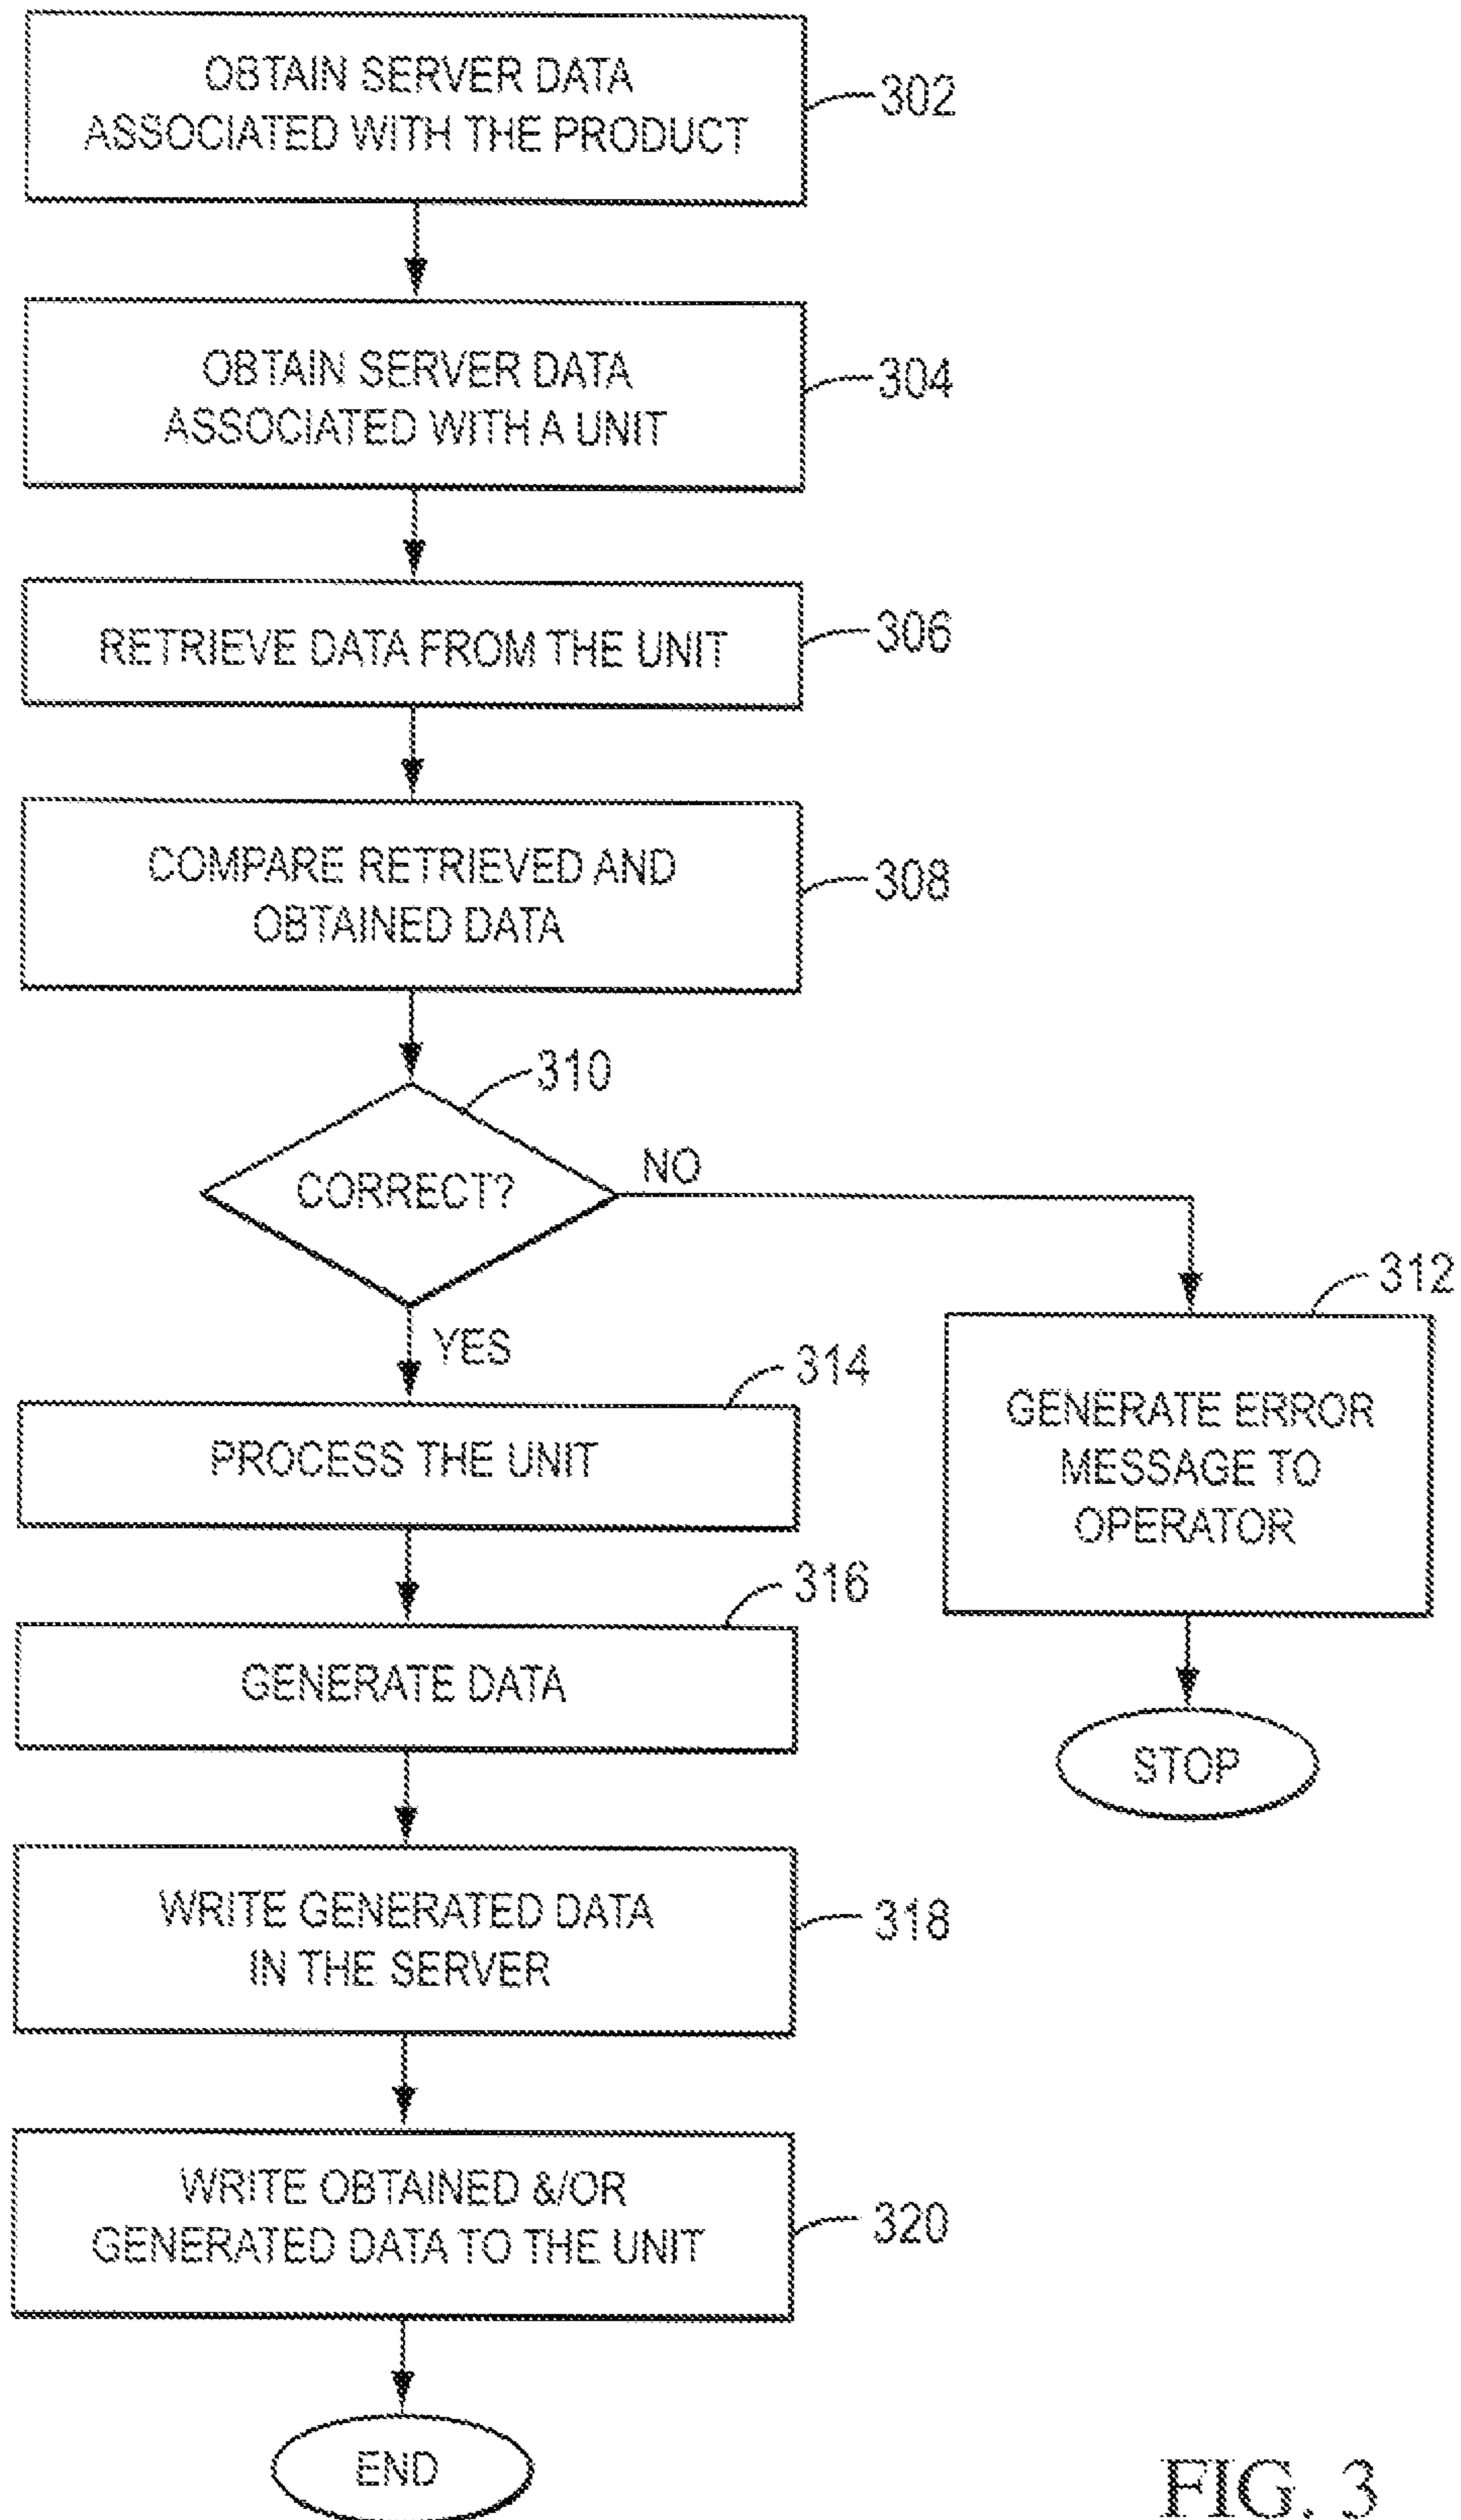 OBTAIN SERVER DATA
ASSOCIATED WITH THE PRODUCT
302
OBTAIN SERVER DATA
ASSOCIATED WITH A UNIT
304
RETRIEVE DATA FROM THE UNIT
306
COMPARE RETRIEVED AND
OBTAINED DATA
308
310
CORRECT?
NO
YES
312
GENERATE ERROR
MESSAGE TO
OPERATOR
STOP
314
PROCESS THE UNIT
316
GENERATE DATA
WRITE GENERATED DATA
IN THE SERVER
318
WRITE OBTAINED &/OR
GENERATED DATA TO THE UNIT
320
END
FIG. 3